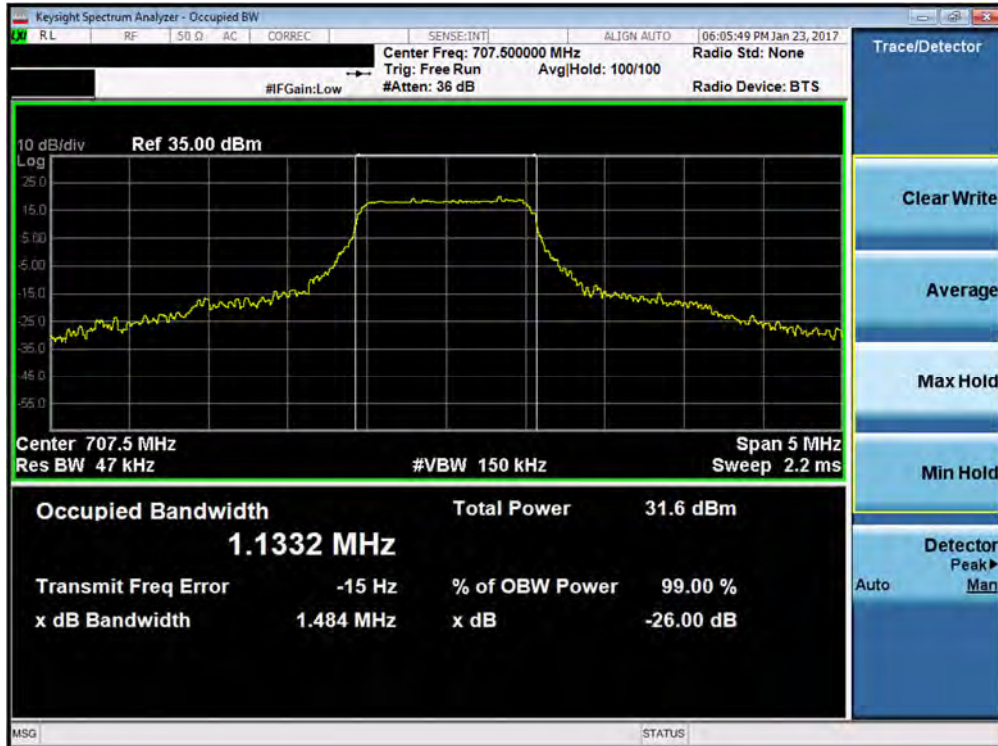 Keysight Spectrum Analyzer - Occupied BW
LXI RL RF 50 Ω AC CORREC SENSE:INT ALIGN AUTO 06:05:49 PM Jan 23, 2017
Center Freq: 707.500000 MHz Radio Std: None
Trig: Free Run Avg|Hold: 100/100
#IFGain:Low #Atten: 36 dB Radio Device: BTS
10 dB/div Ref 35.00 dBm
Log
25.0
15.0
5.00
-5.00
-15.0
-25.0
-35.0
-45.0
-55.0
Center 707.5 MHz Span 5 MHz
Res BW 47 kHz #VBW 150 kHz Sweep 2.2 ms
Occupied Bandwidth Total Power 31.6 dBm
1.1332 MHz
Transmit Freq Error -15 Hz % of OBW Power 99.00 %
x dB Bandwidth 1.484 MHz x dB -26.00 dB
MSG STATUS
Trace/Detector
Clear Write
Average
Max Hold
Min Hold
Detector
Peak▶
Auto Man